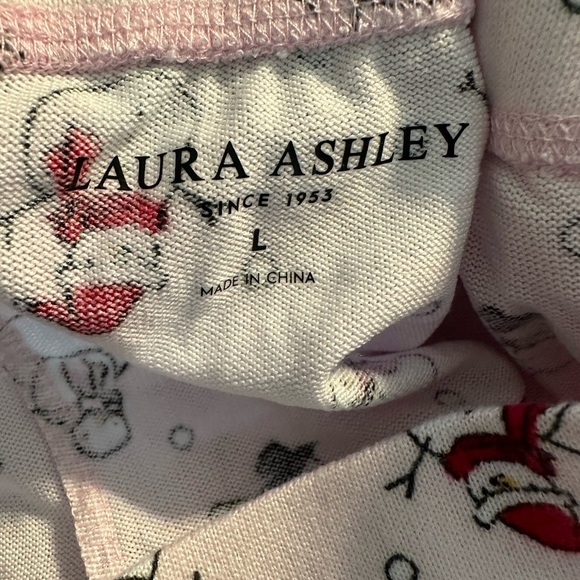 LAURA ASHLEY
SINCE 1953
L
MADE IN CHINA